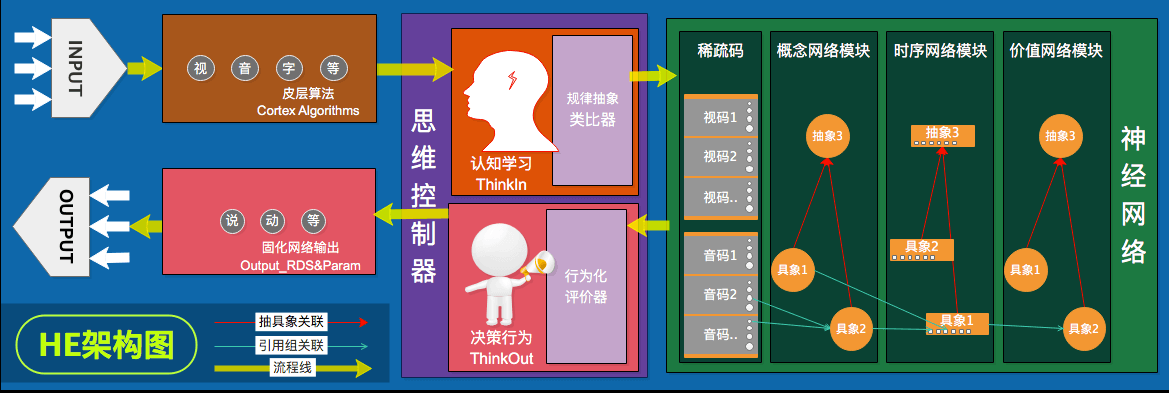 INPUT
视 音 字 等
皮层算法
Cortex Algorithms
思维控制器
认知学习
ThinkIn
规律抽象
类比器
OUTPUT
说 动 等
固化网络输出
Output_RDS&Param
决策行为
ThinkOut
行为化
评价器
稀疏码
视码1
视码2
视码..
音码1
音码2
音码..
概念网络模块
抽象3
具象1
具象2
时序网络模块
抽象3
具象2
具象1
价值网络模块
抽象3
具象1
具象2
神经网络
HE架构图
抽具象关联
引用组关联
流程线